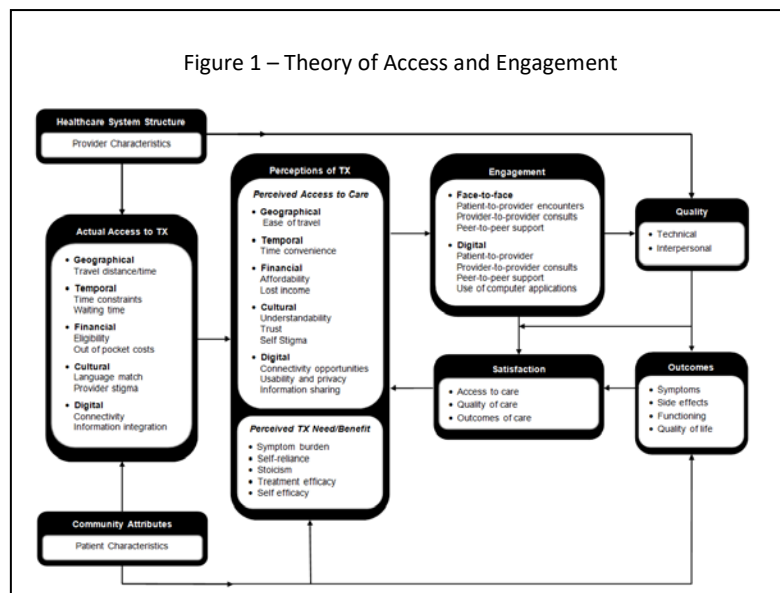 Figure 1 – Theory of Access and Engagement
Healthcare System Structure
Provider Characteristics
Actual Access to TX
• Geographical
Travel distance/time
• Temporal
Time constraints
Waiting time
• Financial
Eligibility
Out of pocket costs
• Cultural
Language match
Provider stigma
• Digital
Connectivity
Information integration
Community Attributes
Patient Characteristics
Perceptions of TX
Perceived Access to Care
• Geographical
Ease of travel
• Temporal
Time convenience
• Financial
Affordability
Lost income
• Cultural
Understandability
Trust
Self Stigma
• Digital
Connectivity opportunities
Usability and privacy
Information sharing
Perceived TX Need/Benefit
• Symptom burden
• Self-reliance
• Stoicism
• Treatment efficacy
• Self efficacy
Engagement
• Face-to-face
Patient-to-provider encounters
Provider-to-provider consults
Peer-to-peer support
• Digital
Patient-to-provider
Provider-to-provider consults
Peer-to-peer support
Use of computer applications
Quality
• Technical
• Interpersonal
Satisfaction
• Access to care
• Quality of care
• Outcomes of care
Outcomes
• Symptoms
• Side effects
• Functioning
• Quality of life